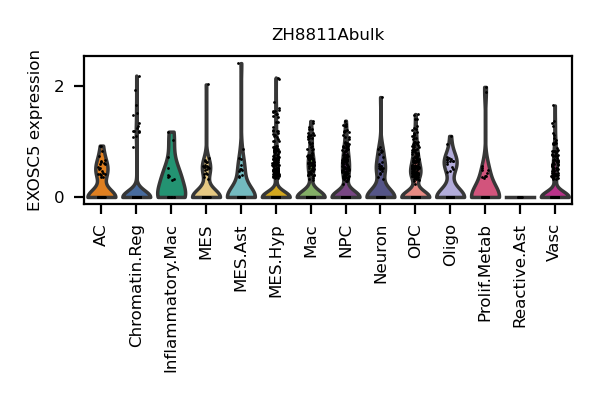 ZH8811Abulk
EXOSC5 expression
2
0
AC
Chromatin.Reg
Inflammatory.Mac
MES
MES.Ast
MES.Hyp
Mac
NPC
Neuron
OPC
Oligo
Prolif.Metab
Reactive.Ast
Vasc